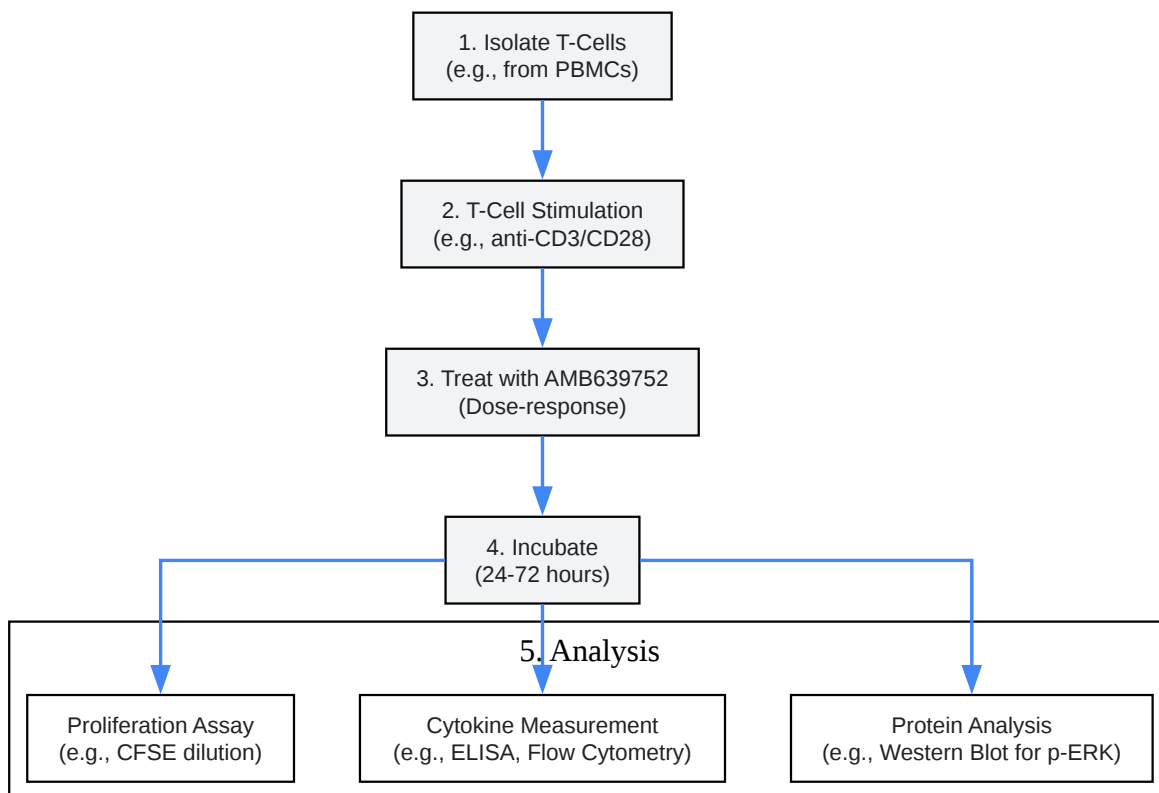 1. Isolate T-Cells
(e.g., from PBMCs)
2. T-Cell Stimulation
(e.g., anti-CD3/CD28)
3. Treat with AMB639752
(Dose-response)
4. Incubate
(24-72 hours)
5. Analysis
Proliferation Assay
(e.g., CFSE dilution)
Cytokine Measurement
(e.g., ELISA, Flow Cytometry)
Protein Analysis
(e.g., Western Blot for p-ERK)